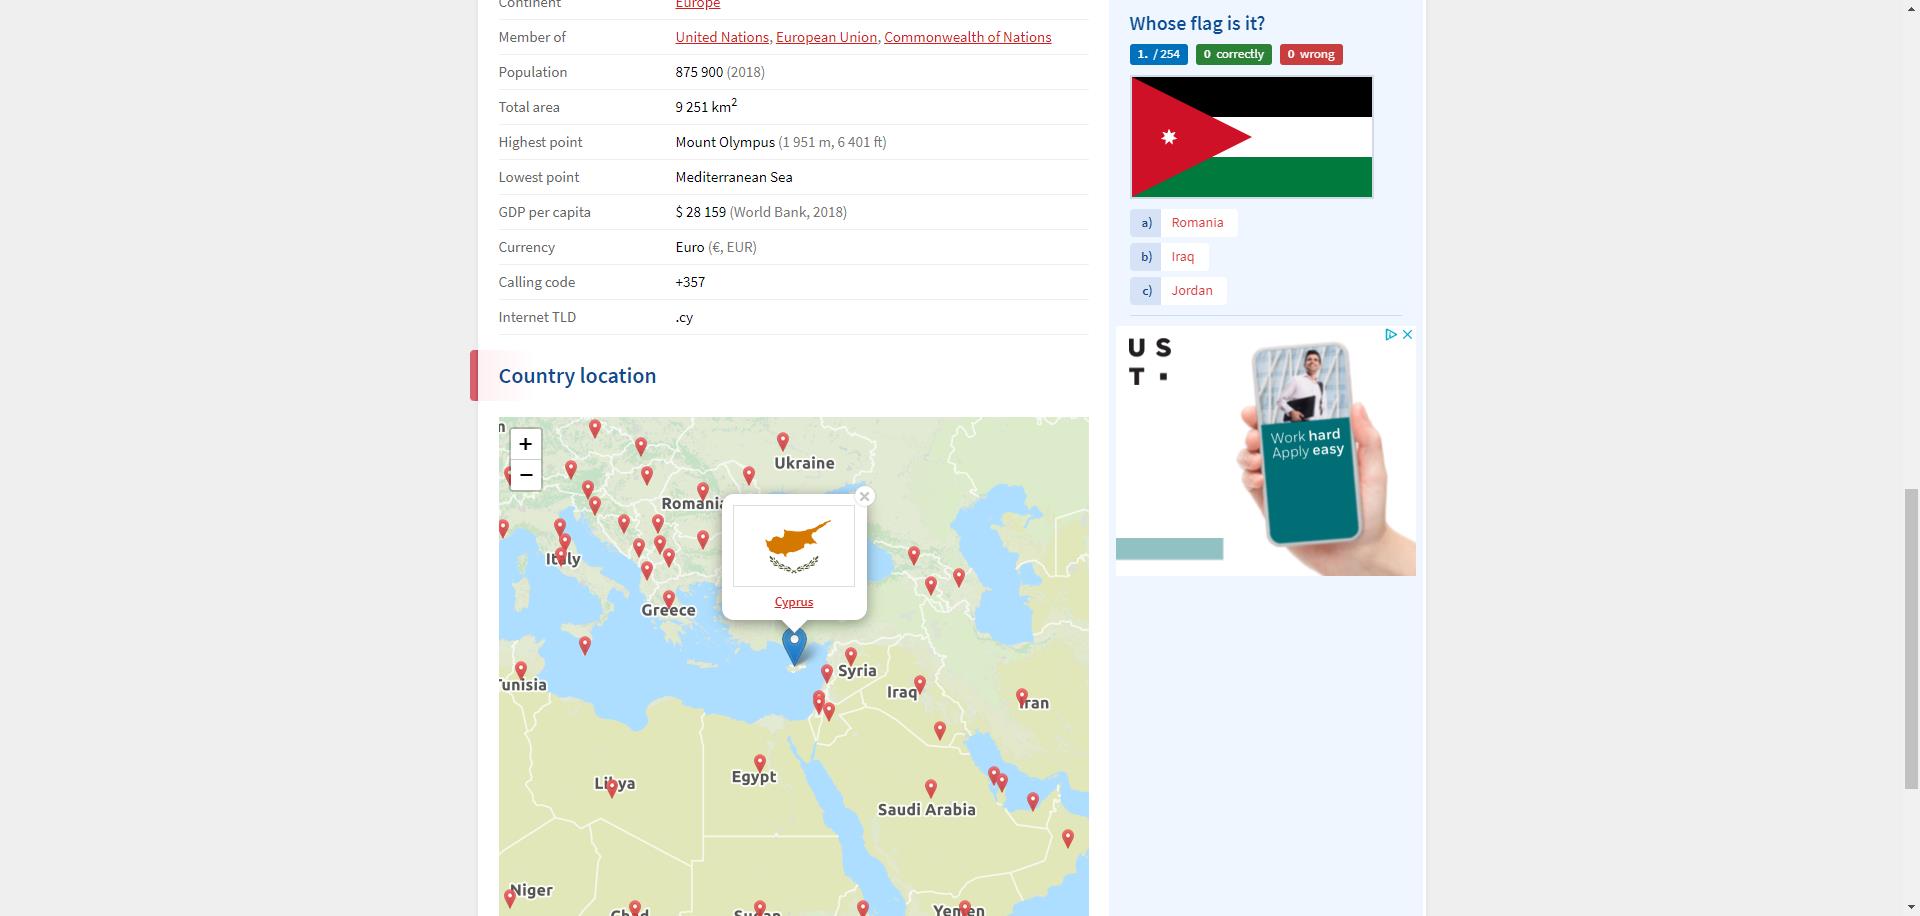 Continent Europe
Member of United Nations, European Union, Commonwealth of Nations
Population 875 900 (2018)
Total area 9 251 km²
Highest point Mount Olympus (1 951 m, 6 401 ft)
Lowest point Mediterranean Sea
GDP per capita $ 28 159 (World Bank, 2018)
Currency Euro (€, EUR)
Calling code +357
Internet TLD .cy
Country location
+
−
Ukraine
Romania
Italy
Cyprus
Greece
Syria
Tunisia
Iraq
Iran
Libya
Egypt
Saudi Arabia
Niger
Chad
Sudan
Yemen
Whose flag is it?
1. / 254 0 correctly 0 wrong
a) Romania
b) Iraq
c) Jordan
U S
T .
Work hard
Apply easy